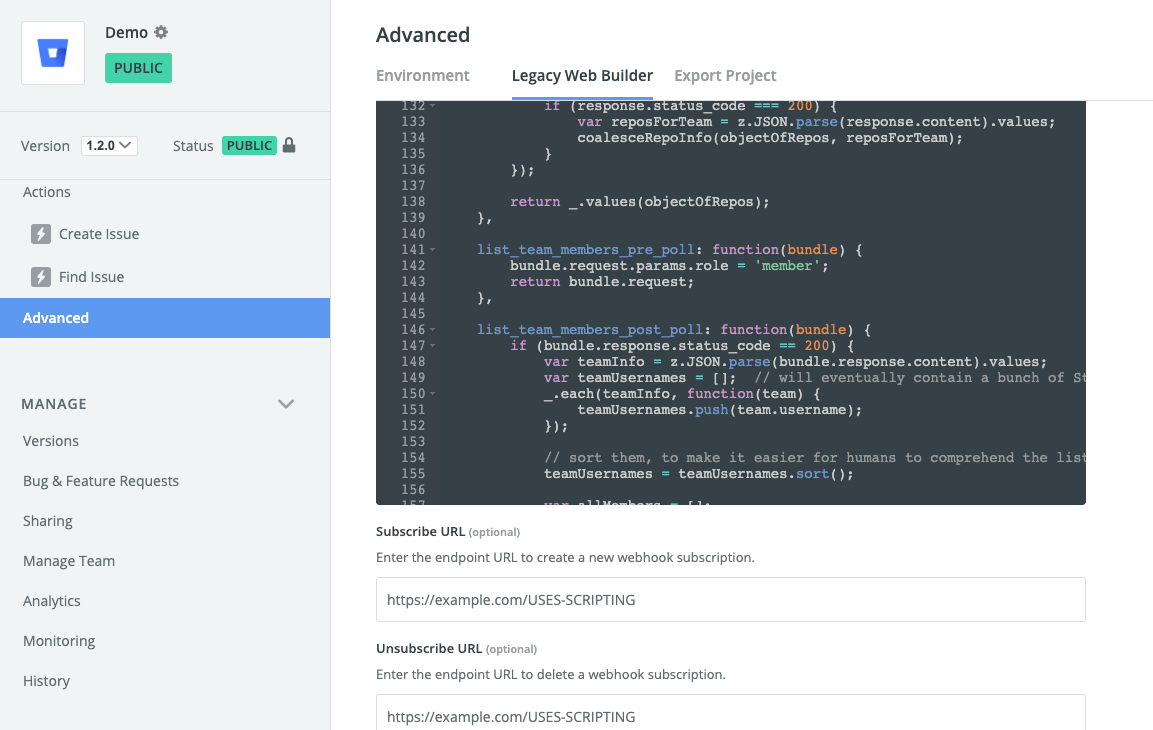 Demo
PUBLIC
Version 1.2.0 Status PUBLIC
Actions
Create Issue
Find Issue
Advanced
MANAGE
Versions
Bug & Feature Requests
Sharing
Manage Team
Analytics
Monitoring
History
Advanced
Environment Legacy Web Builder Export Project
132 if (response.status_code === 200) {
133 var reposForTeam = z.JSON.parse(response.content).values;
134 coalesceRepoInfo(objectOfRepos, reposForTeam);
135 }
136 });
137
138 return _.values(objectOfRepos);
139 },
140
141 list_team_members_pre_poll: function(bundle) {
142 bundle.request.params.role = 'member';
143 return bundle.request;
144 },
145
146 list_team_members_post_poll: function(bundle) {
147 if (bundle.response.status_code == 200) {
148 var teamInfo = z.JSON.parse(bundle.response.content).values;
149 var teamUsernames = []; // will eventually contain a bunch of St
150 _.each(teamInfo, function(team) {
151 teamUsernames.push(team.username);
152 });
153
154 // sort them, to make it easier for humans to comprehend the list
155 teamUsernames = teamUsernames.sort();
156
157 var allMembers = [];
Subscribe URL (optional)
Enter the endpoint URL to create a new webhook subscription.
https://example.com/USES-SCRIPTING
Unsubscribe URL (optional)
Enter the endpoint URL to delete a webhook subscription.
https://example.com/USES-SCRIPTING